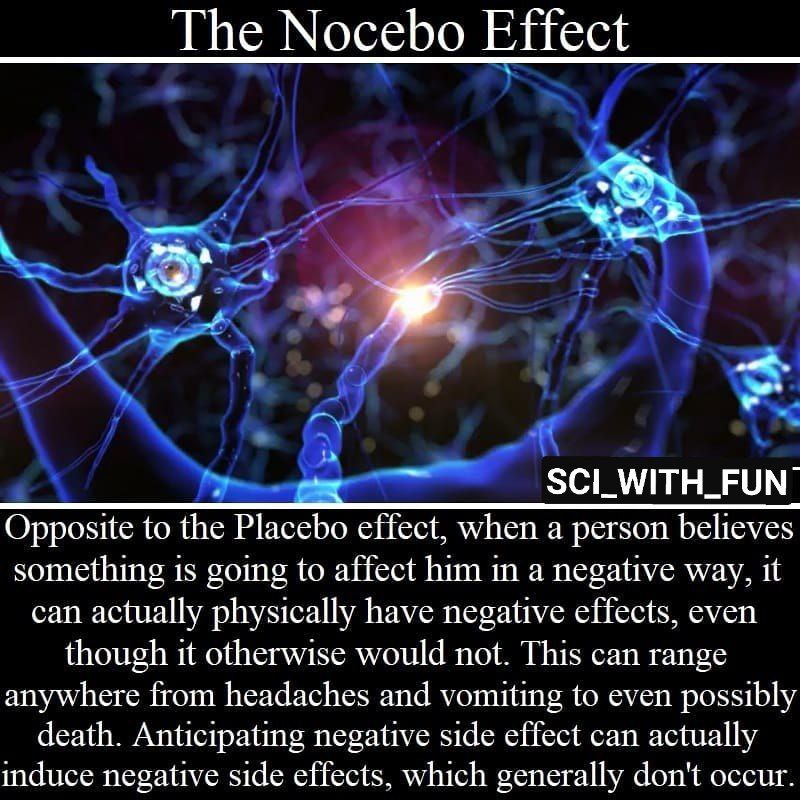 The Nocebo Effect
SCI_WITH_FUN
Opposite to the Placebo effect, when a person believes
something is going to affect him in a negative way, it
can actually physically have negative effects, even
though it otherwise would not. This can range
anywhere from headaches and vomiting to even possibly
death. Anticipating negative side effect can actually
induce negative side effects, which generally don't occur.